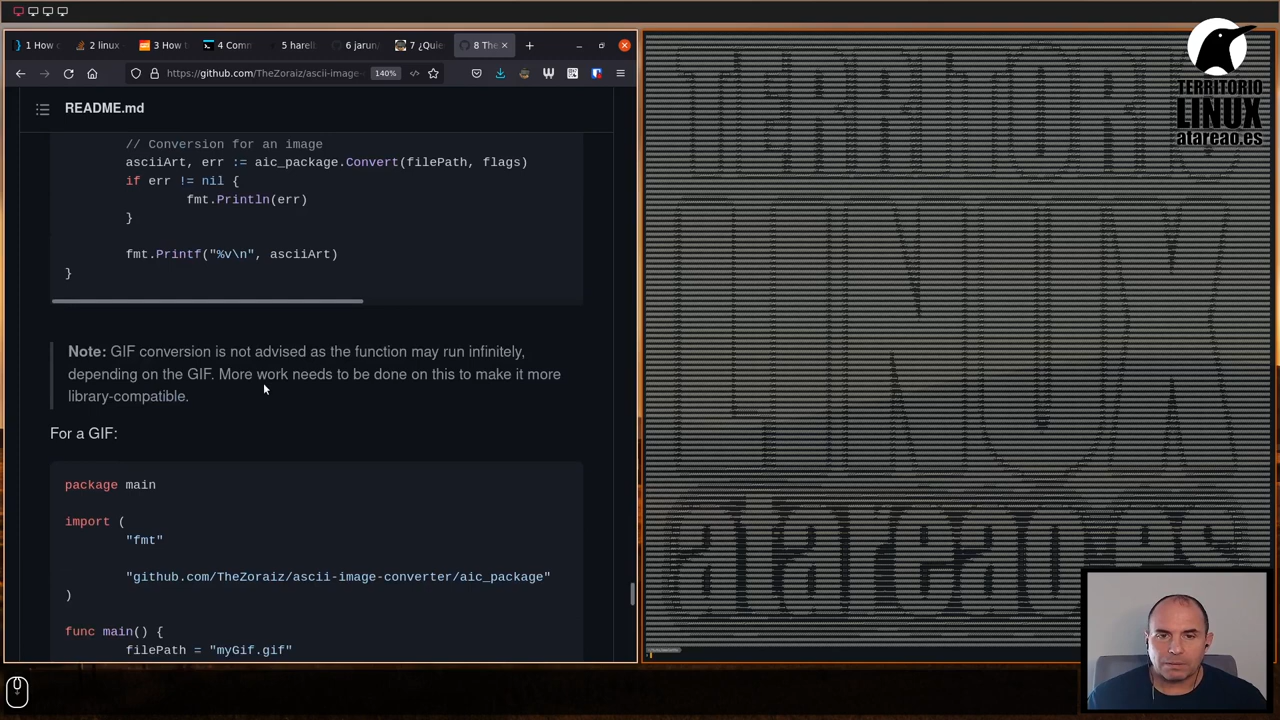 1 How
2 linux
3 How t
4 Comn
5 harel
6 jarun
7 ¿Quie
8 The
https://github.com/TheZoraiz/ascii-image-
140%
README.md
// Conversion for an image
asciiArt, err := aic_package.Convert(filePath, flags)
if err != nil {
fmt.Println(err)
}
fmt.Printf("%v\n", asciiArt)
}
Note: GIF conversion is not advised as the function may run infinitely,
depending on the GIF. More work needs to be done on this to make it more
library-compatible.
For a GIF:
package main
import (
"fmt"
"github.com/TheZoraiz/ascii-image-converter/aic_package"
)
func main() {
filePath = "myGif.gif"
TERRITORIO
LINUX
atareao.es
TERRITORIO
LINUX
atareao.es